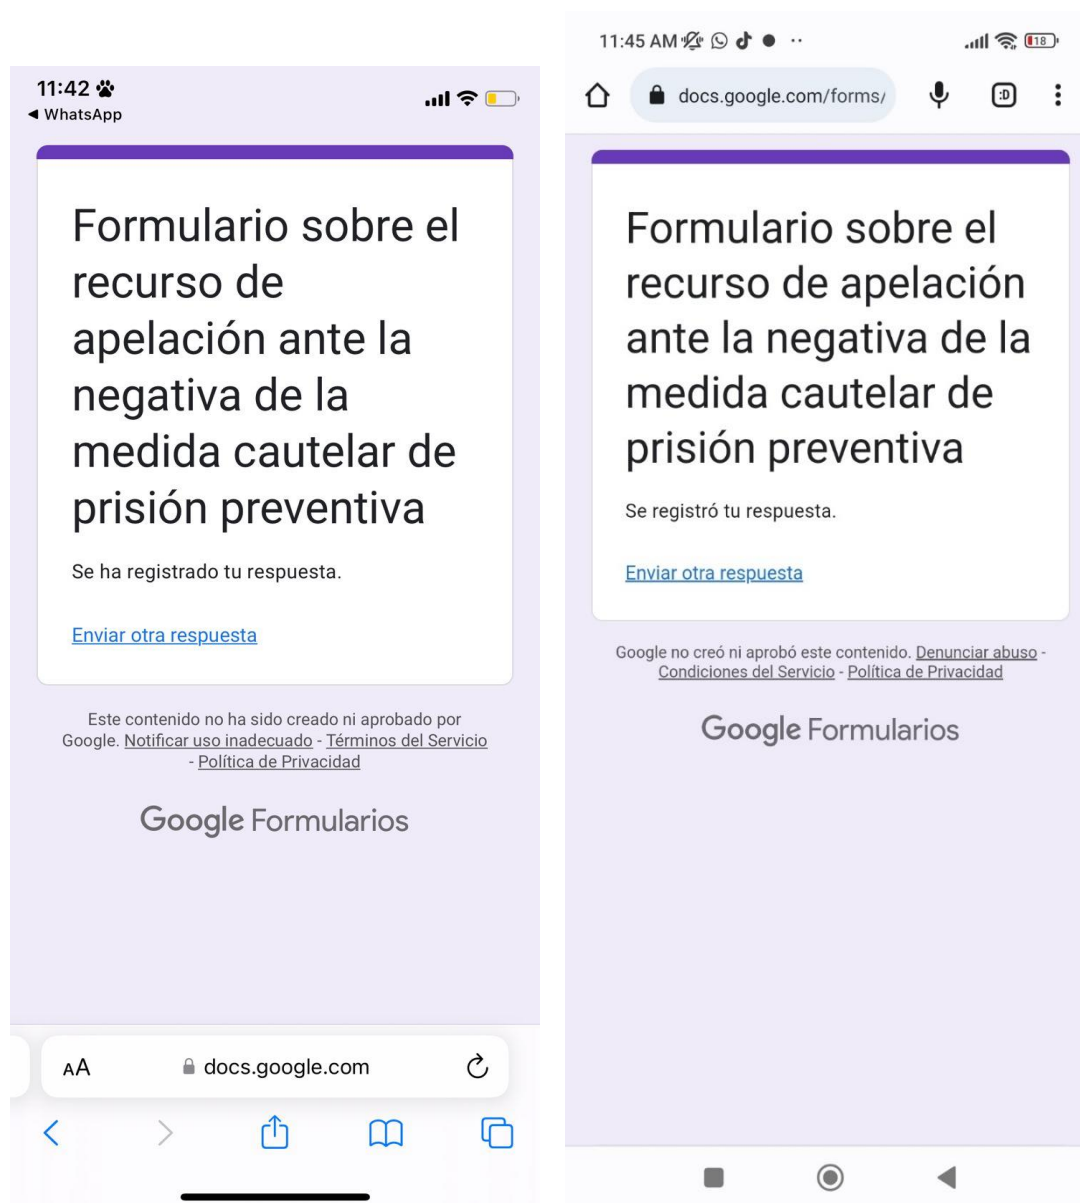 11:42
WhatsApp
Formulario sobre el
recurso de
apelación ante la
negativa de la
medida cautelar de
prisión preventiva
Se ha registrado tu respuesta.
Enviar otra respuesta
Este contenido no ha sido creado ni aprobado por
Google. Notificar uso inadecuado - Términos del Servicio
- Política de Privacidad
Google Formularios
AA docs.google.com
11:45 AM
18
docs.google.com/forms/
:D
Formulario sobre el
recurso de apelación
ante la negativa de la
medida cautelar de
prisión preventiva
Se registró tu respuesta.
Enviar otra respuesta
Google no creó ni aprobó este contenido. Denunciar abuso -
Condiciones del Servicio - Política de Privacidad
Google Formularios